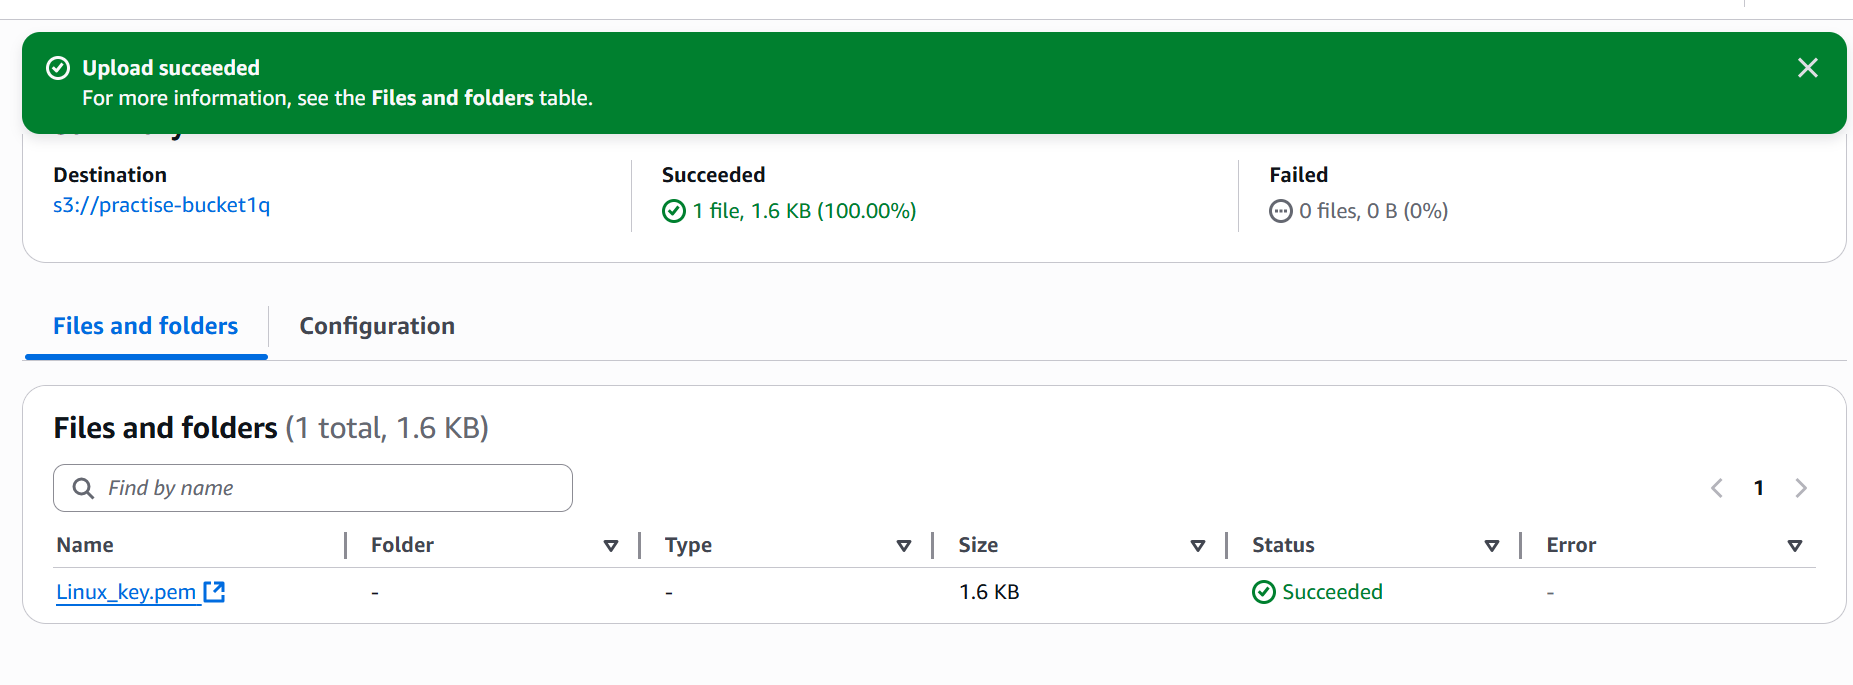 Upload succeeded
For more information, see the Files and folders table.
Destination
s3://practise-bucket1q
Succeeded
1 file, 1.6 KB (100.00%)
Failed
0 files, 0 B (0%)
Files and folders
Configuration
Files and folders (1 total, 1.6 KB)
Find by name
1
Name Folder Type Size Status Error
Linux_key.pem - - 1.6 KB Succeeded -